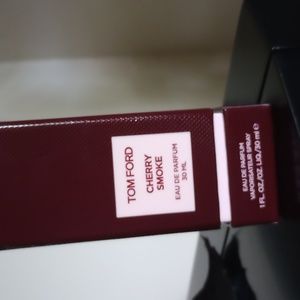 TOM FORD
CHERRY
SMOKE
EAU DE PARFUM
30 ML
EAU DE PARFUM
VAPORISATEUR SPRAY
1 FL.OZ./OZ. LIQ./30 ml e